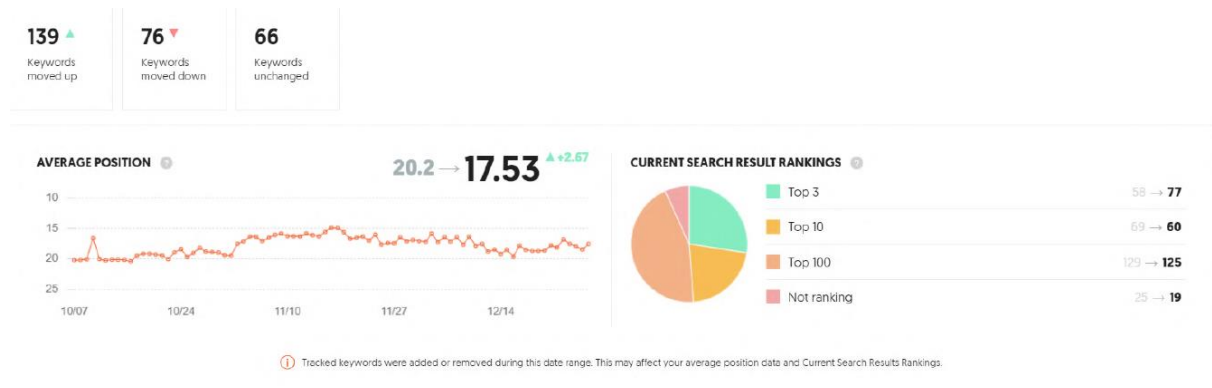 139 ▲
Keywords
moved up
76 ▼
Keywords
moved down
66
Keywords
unchanged
AVERAGE POSITION ?
20.2 → 17.53 ▲ +2.67
10
15
20
25
10/07 10/24 11/10 11/27 12/14
CURRENT SEARCH RESULT RANKINGS ?
Top 3 58 → 77
Top 10 69 → 60
Top 100 129 → 125
Not ranking 25 → 19
Tracked keywords were added or removed during this date range. This may affect your average position data and Current Search Results Rankings.